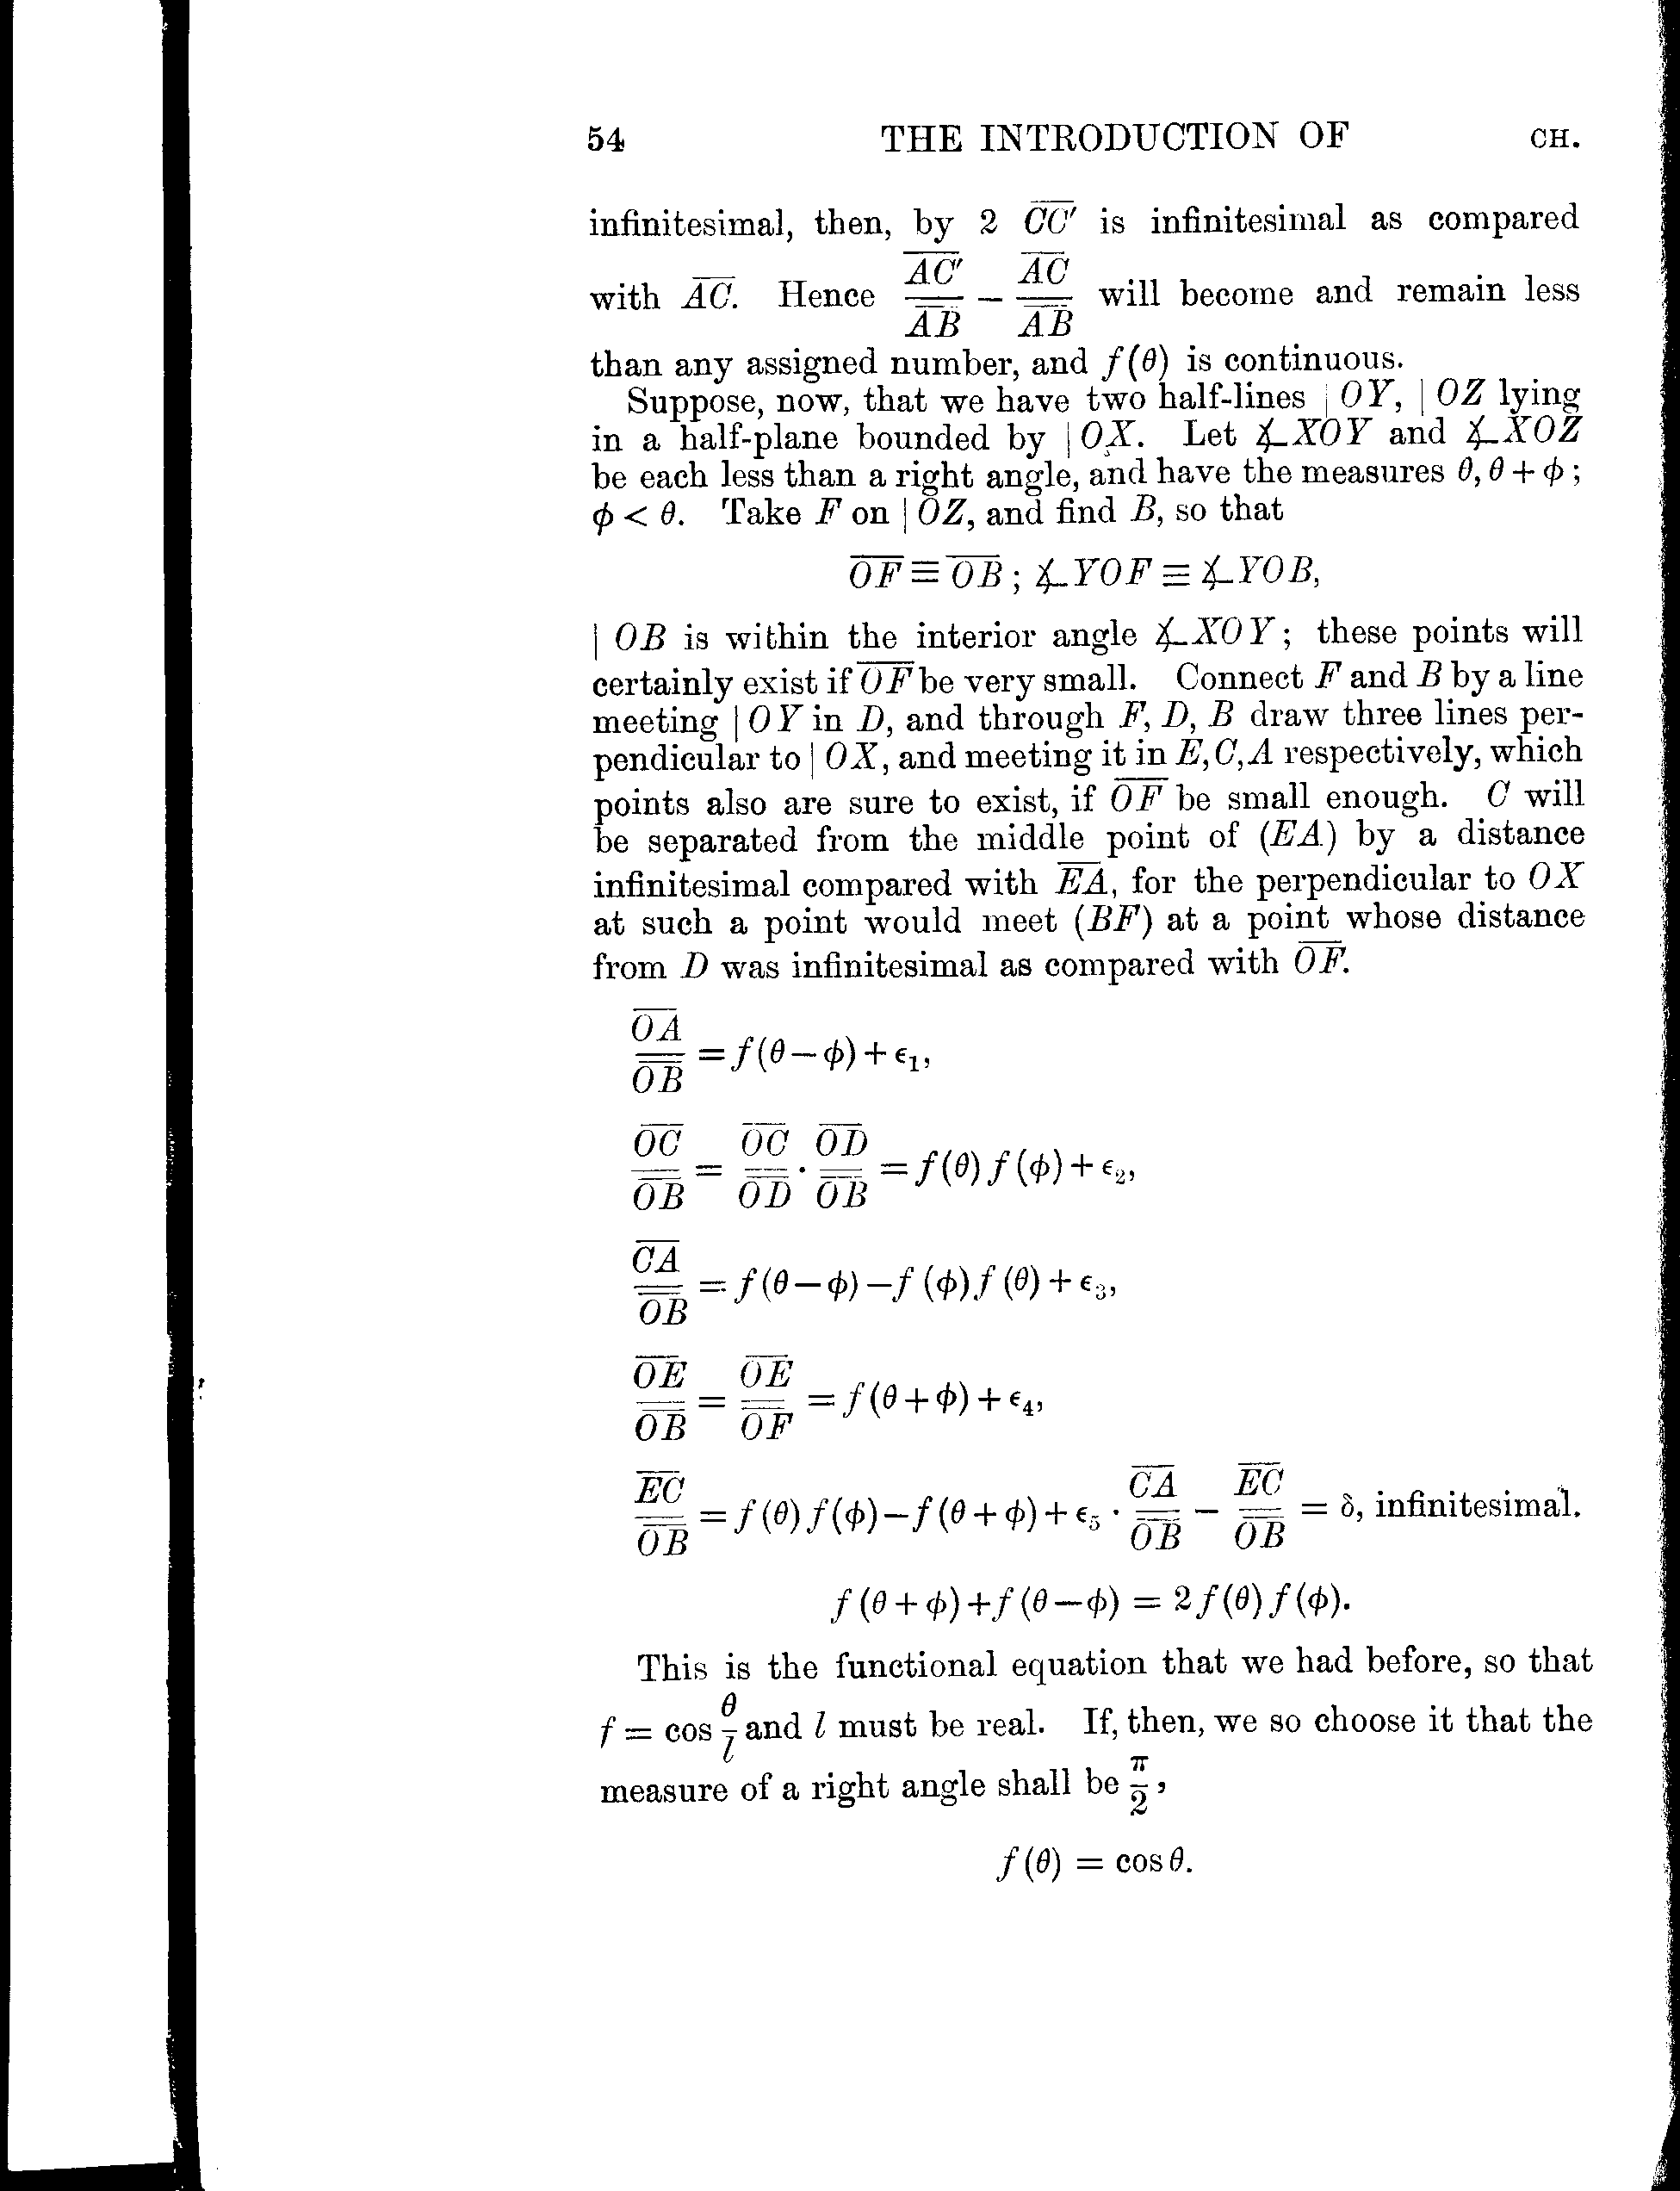 54 THE INTRODUCTION OF CH.
infinitesimal, then, by 2 $\overline{CC'}$ is infinitesimal as compared
with $\overline{AC}$. Hence $\frac{\overline{AC'}}{\overline{AB}} - \frac{\overline{AC}}{\overline{AB}}$ will become and remain less
than any assigned number, and $f(\theta)$ is continuous.
Suppose, now, that we have two half-lines | OY, | OZ lying
in a half-plane bounded by | OX. Let ∡XOY and ∡XOZ
be each less than a right angle, and have the measures θ, θ + φ ;
φ < θ. Take F on | OZ, and find B, so that
$\overline{OF} \equiv \overline{OB}$ ; ∡YOF ≡ ∡YOB,
| OB is within the interior angle ∡XOY ; these points will
certainly exist if $\overline{OF}$ be very small. Connect F and B by a line
meeting | OY in D, and through F, D, B draw three lines per-
pendicular to | OX, and meeting it in E, C, A respectively, which
points also are sure to exist, if $\overline{OF}$ be small enough. C will
be separated from the middle point of (EA) by a distance
infinitesimal compared with $\overline{EA}$, for the perpendicular to OX
at such a point would meet (BF) at a point whose distance
from D was infinitesimal as compared with $\overline{OF}$.
$\frac{\overline{OA}}{\overline{OB}} = f(\theta - \phi) + \epsilon_1,$
$\frac{\overline{OC}}{\overline{OB}} = \frac{\overline{OC}}{\overline{OD}} \cdot \frac{\overline{OD}}{\overline{OB}} = f(\theta) f(\phi) + \epsilon_2,$
$\frac{\overline{CA}}{\overline{OB}} = f(\theta - \phi) - f(\phi) f(\theta) + \epsilon_3,$
$\frac{\overline{OE}}{\overline{OB}} = \frac{\overline{OE}}{\overline{OF}} = f(\theta + \phi) + \epsilon_4,$
$\frac{\overline{EC}}{\overline{OB}} = f(\theta) f(\phi) - f(\theta + \phi) + \epsilon_5 \cdot \frac{\overline{CA}}{\overline{OB}} - \frac{\overline{EC}}{\overline{OB}} = \delta$, infinitesimal.
$f(\theta + \phi) + f(\theta - \phi) = 2 f(\theta) f(\phi).$
This is the functional equation that we had before, so that
$f = \cos \frac{\theta}{l}$ and $l$ must be real. If, then, we so choose it that the
measure of a right angle shall be $\frac{\pi}{2}$,
$f(\theta) = \cos \theta.$